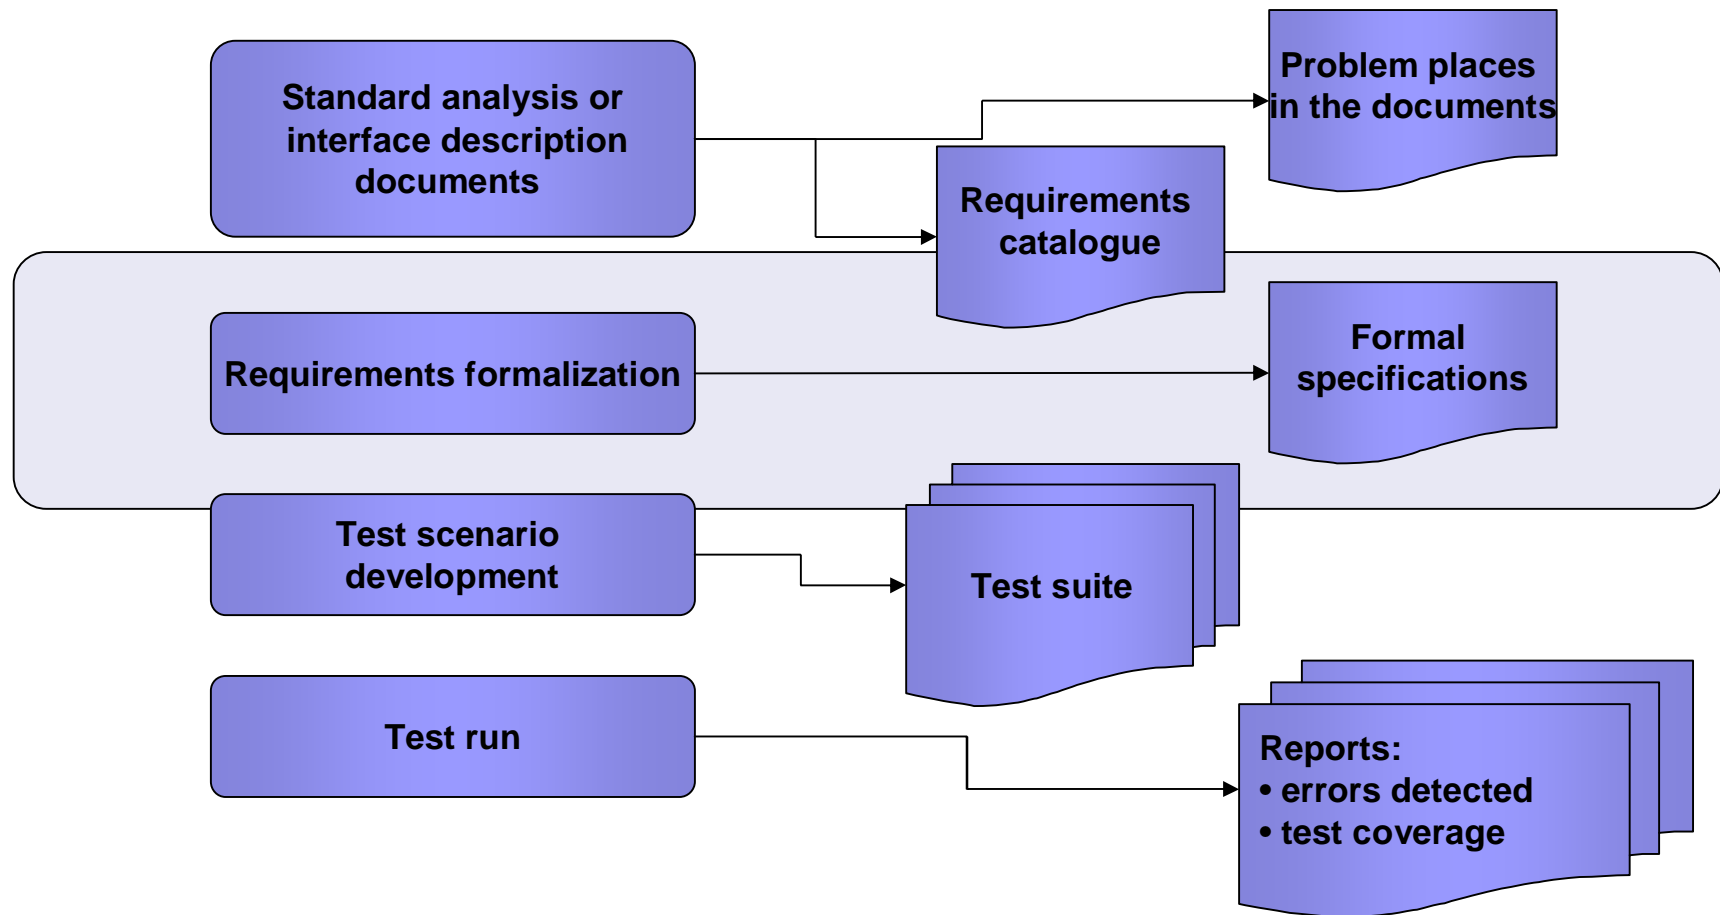 Standard analysis or
interface description
documents
Problem places
in the documents
Requirements
catalogue
Requirements formalization
Formal
specifications
Test scenario
development
Test suite
Test run
Reports:
• errors detected
• test coverage